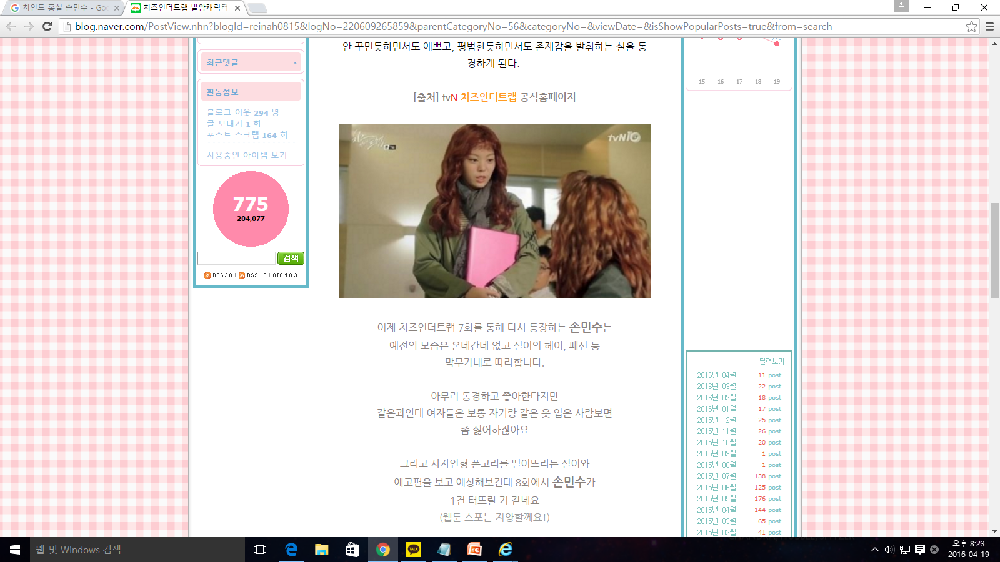 치인트 홍설 손민수 - Goo
치즈인더트랩 발암캐릭터
blog.naver.com/PostView.nhn?blogId=reinah0815&logNo=220609265859&parentCategoryNo=56&categoryNo=&viewDate=&isShowPopularPosts=true&from=search
최근댓글
활동정보
블로그 이웃 294 명
글 보내기 1 회
포스트 스크랩 164 회
사용중인 아이템 보기
775
204,077
검색
RSS 2.0 | RSS 1.0 | ATOM 0.3
안 꾸민듯하면서도 예쁘고, 평범한듯하면서도 존재감을 발휘하는 설을 동
경하게 된다.
[출처] tvN 치즈인더트랩 공식홈페이지
tvN10
어제 치즈인더트랩 7화를 통해 다시 등장하는 손민수는
예전의 모습은 온데간데 없고 설이의 헤어, 패션 등
막무가내로 따라합니다.
아무리 동경하고 좋아한다지만
같은과인데 여자들은 보통 자기랑 같은 옷 입은 사람보면
좀 싫어하잖아요
그리고 사자인형 폰고리를 떨어뜨리는 설이와
예고편을 보고 예상해보건데 8화에서 손민수가
1건 터뜨릴 거 같네요
(웹툰 스포는 지양할께요!)
15 16 17 18 19
달력보기
2016년 04월 11 post
2016년 03월 22 post
2016년 02월 18 post
2016년 01월 17 post
2015년 12월 25 post
2015년 11월 26 post
2015년 10월 20 post
2015년 09월 1 post
2015년 08월 1 post
2015년 07월 138 post
2015년 06월 125 post
2015년 05월 176 post
2015년 04월 144 post
2015년 03월 65 post
2015년 02월 41 post
웹 및 Windows 검색
TALK
오후 8:23
2016-04-19